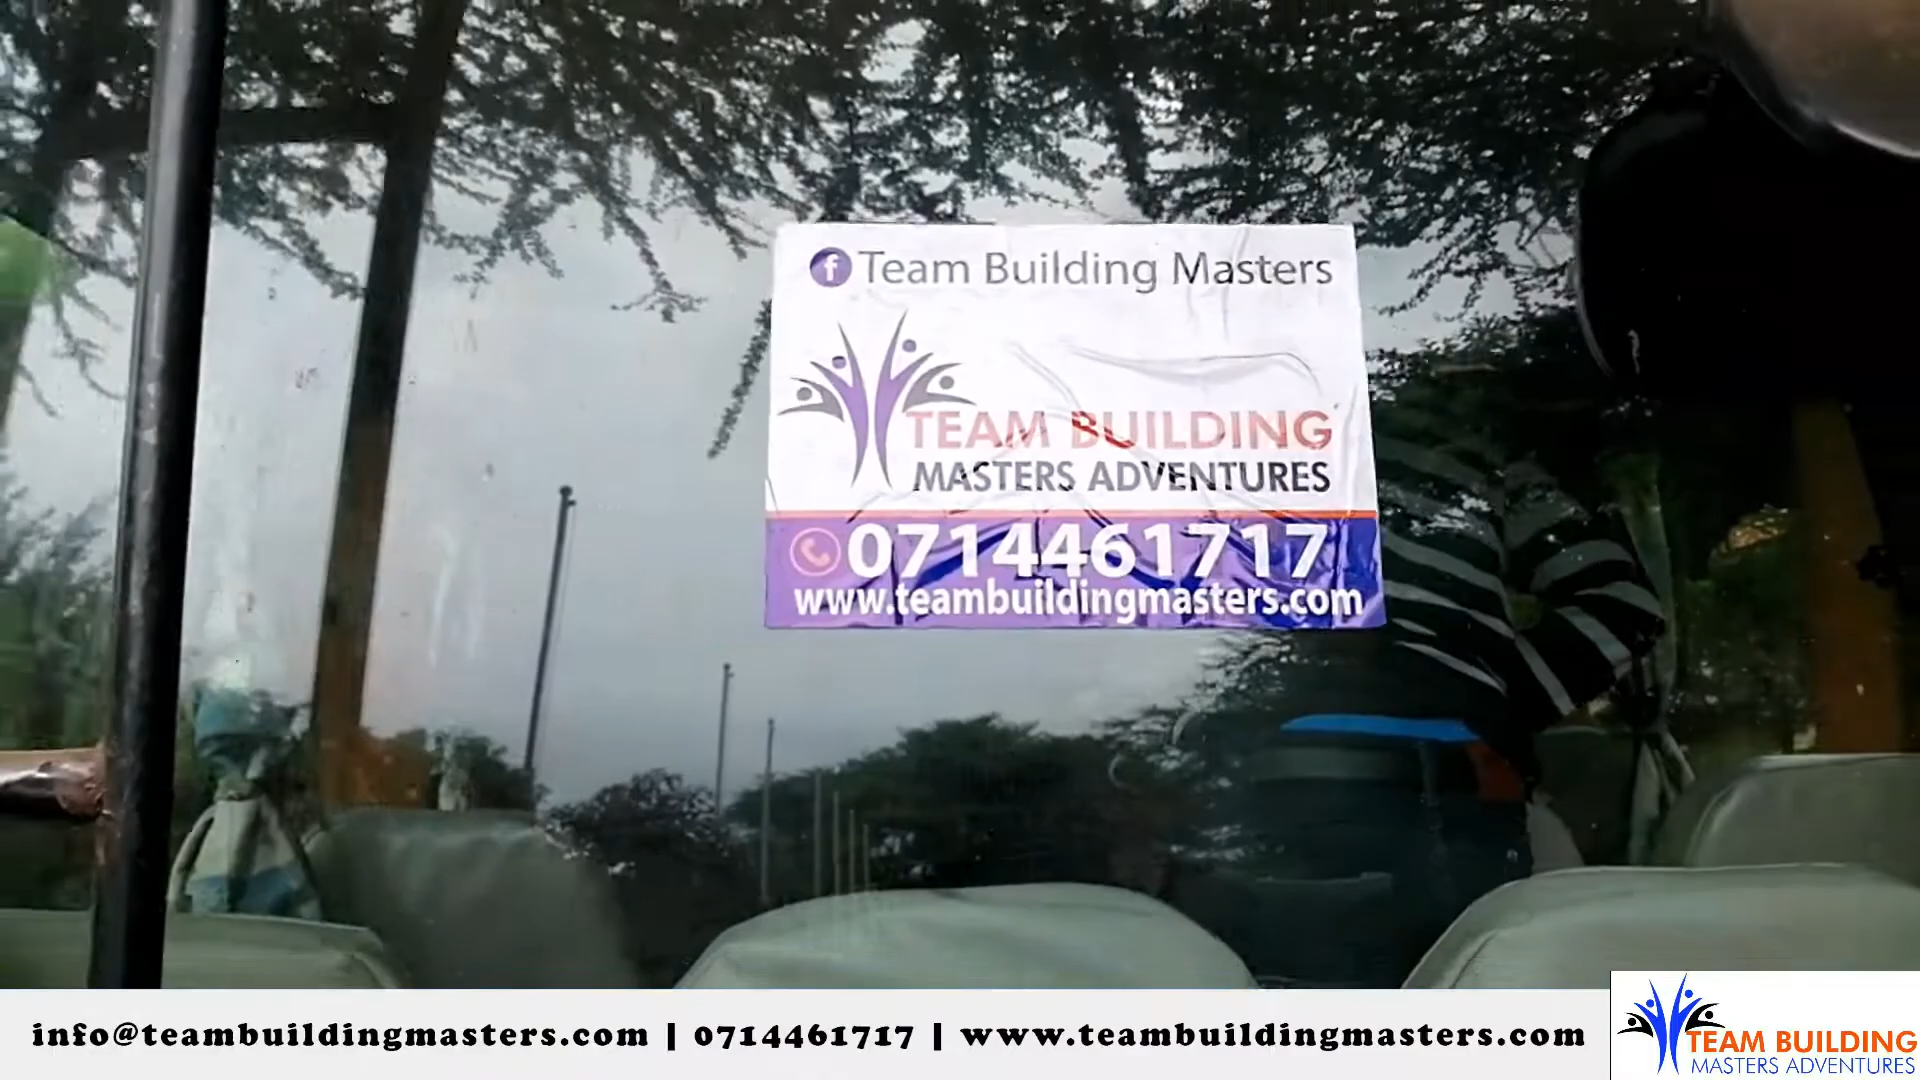 Team Building Masters
TEAM BUILDING
MASTERS ADVENTURES
0714461717
www.teambuildingmasters.com
info@teambuildingmasters.com | 0714461717 | www.teambuildingmasters.com
TEAM BUILDING
MASTERS ADVENTURES